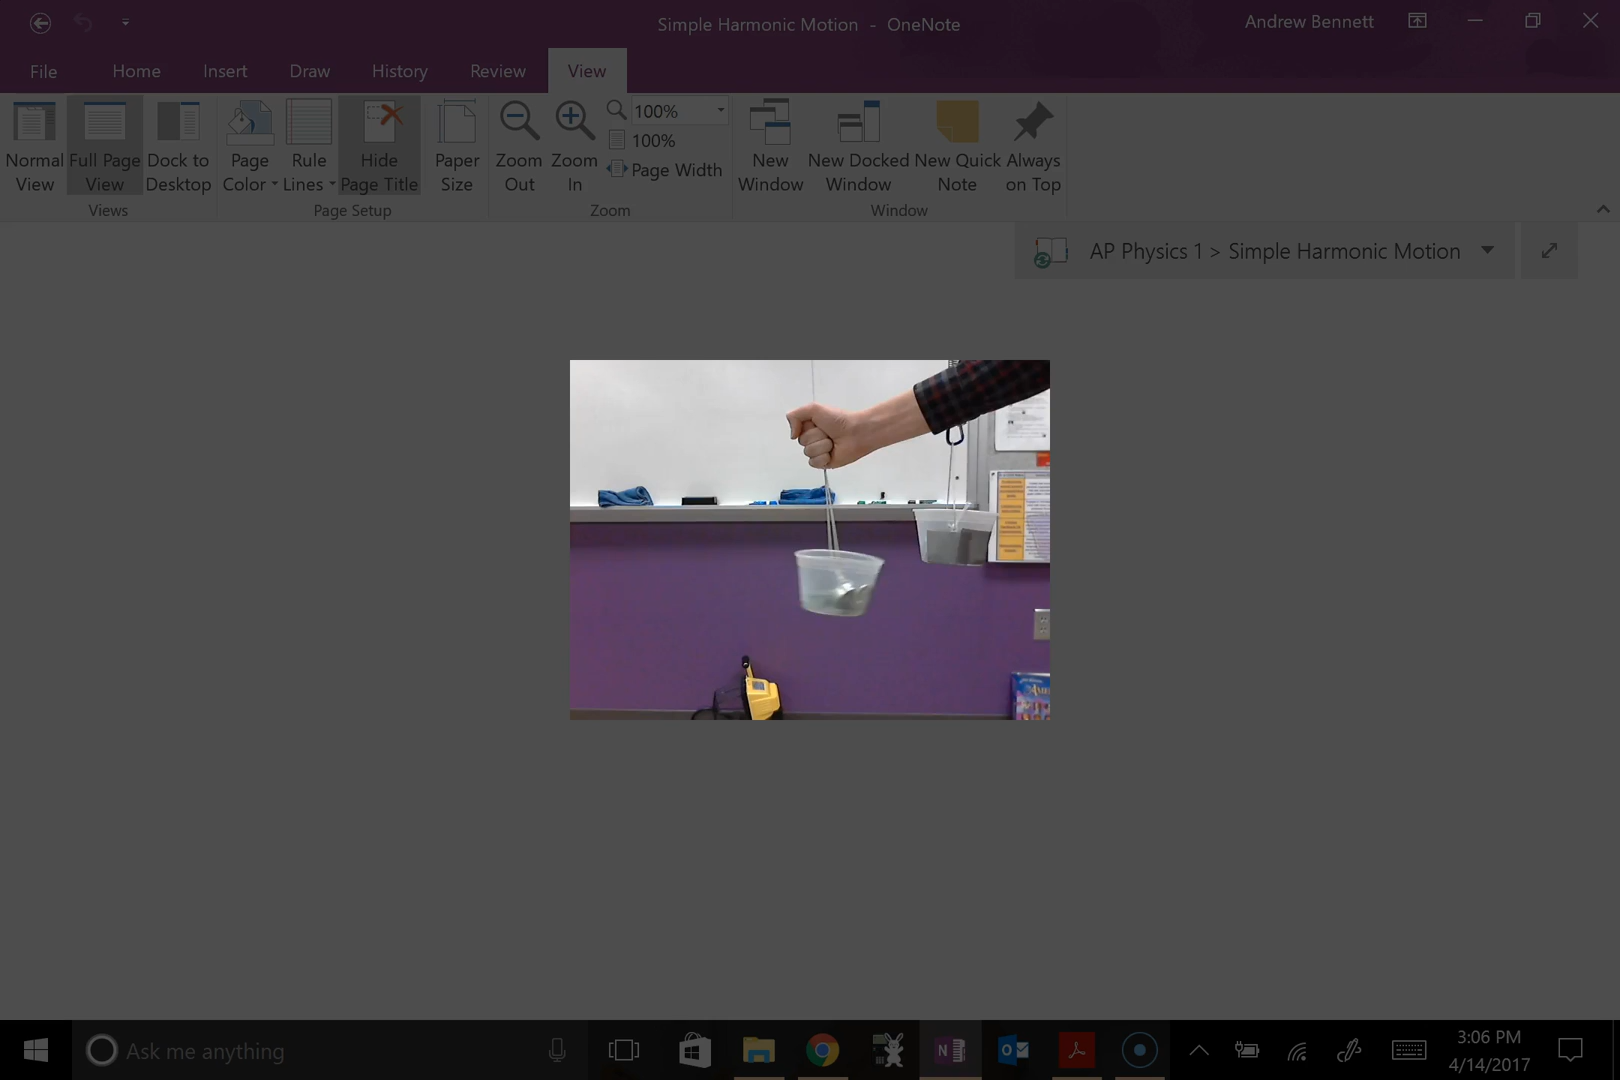 Simple Harmonic Motion - OneNote
Andrew Bennett
File Home Insert Draw History Review View
Normal View
Full Page View
Dock to Desktop
Page Color
Rule Lines
Hide Page Title
Paper Size
Zoom Out
Zoom In
100%
100%
Page Width
New Window
New Docked Window
New Quick Note
Always on Top
Views
Page Setup
Zoom
Window
AP Physics 1 > Simple Harmonic Motion
Ask me anything
3:06 PM
4/14/2017